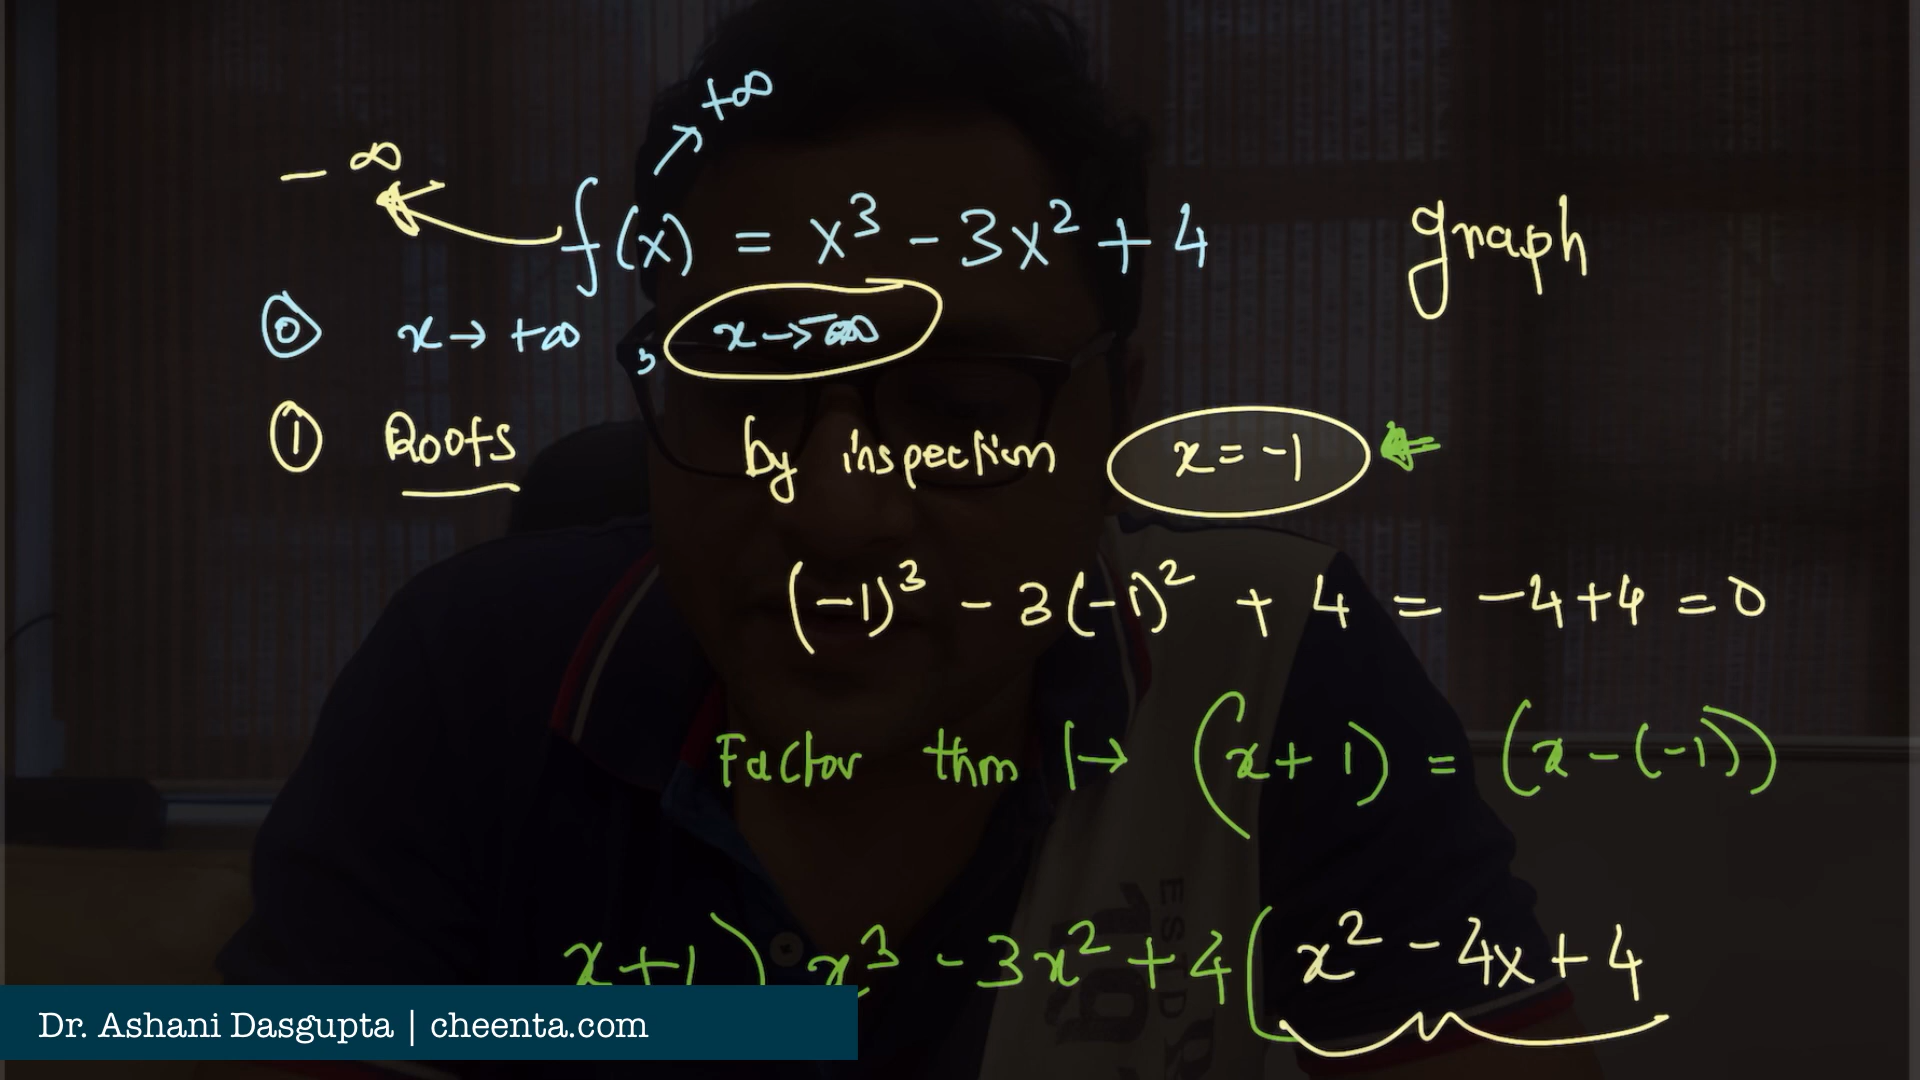 +∞
− ∞
f(x) = x³ − 3x² + 4 graph
⓪ x → +∞ , x → −∞
① Roots by inspection x = −1
(−1)³ − 3(−1)² + 4 = −4 + 4 = 0
Factor thm ↦ (x + 1) = (x − (−1))
x + 1 ) x³ − 3x² + 4 ( x² − 4x + 4
ESTD
Dr. Ashani Dasgupta | cheenta.com